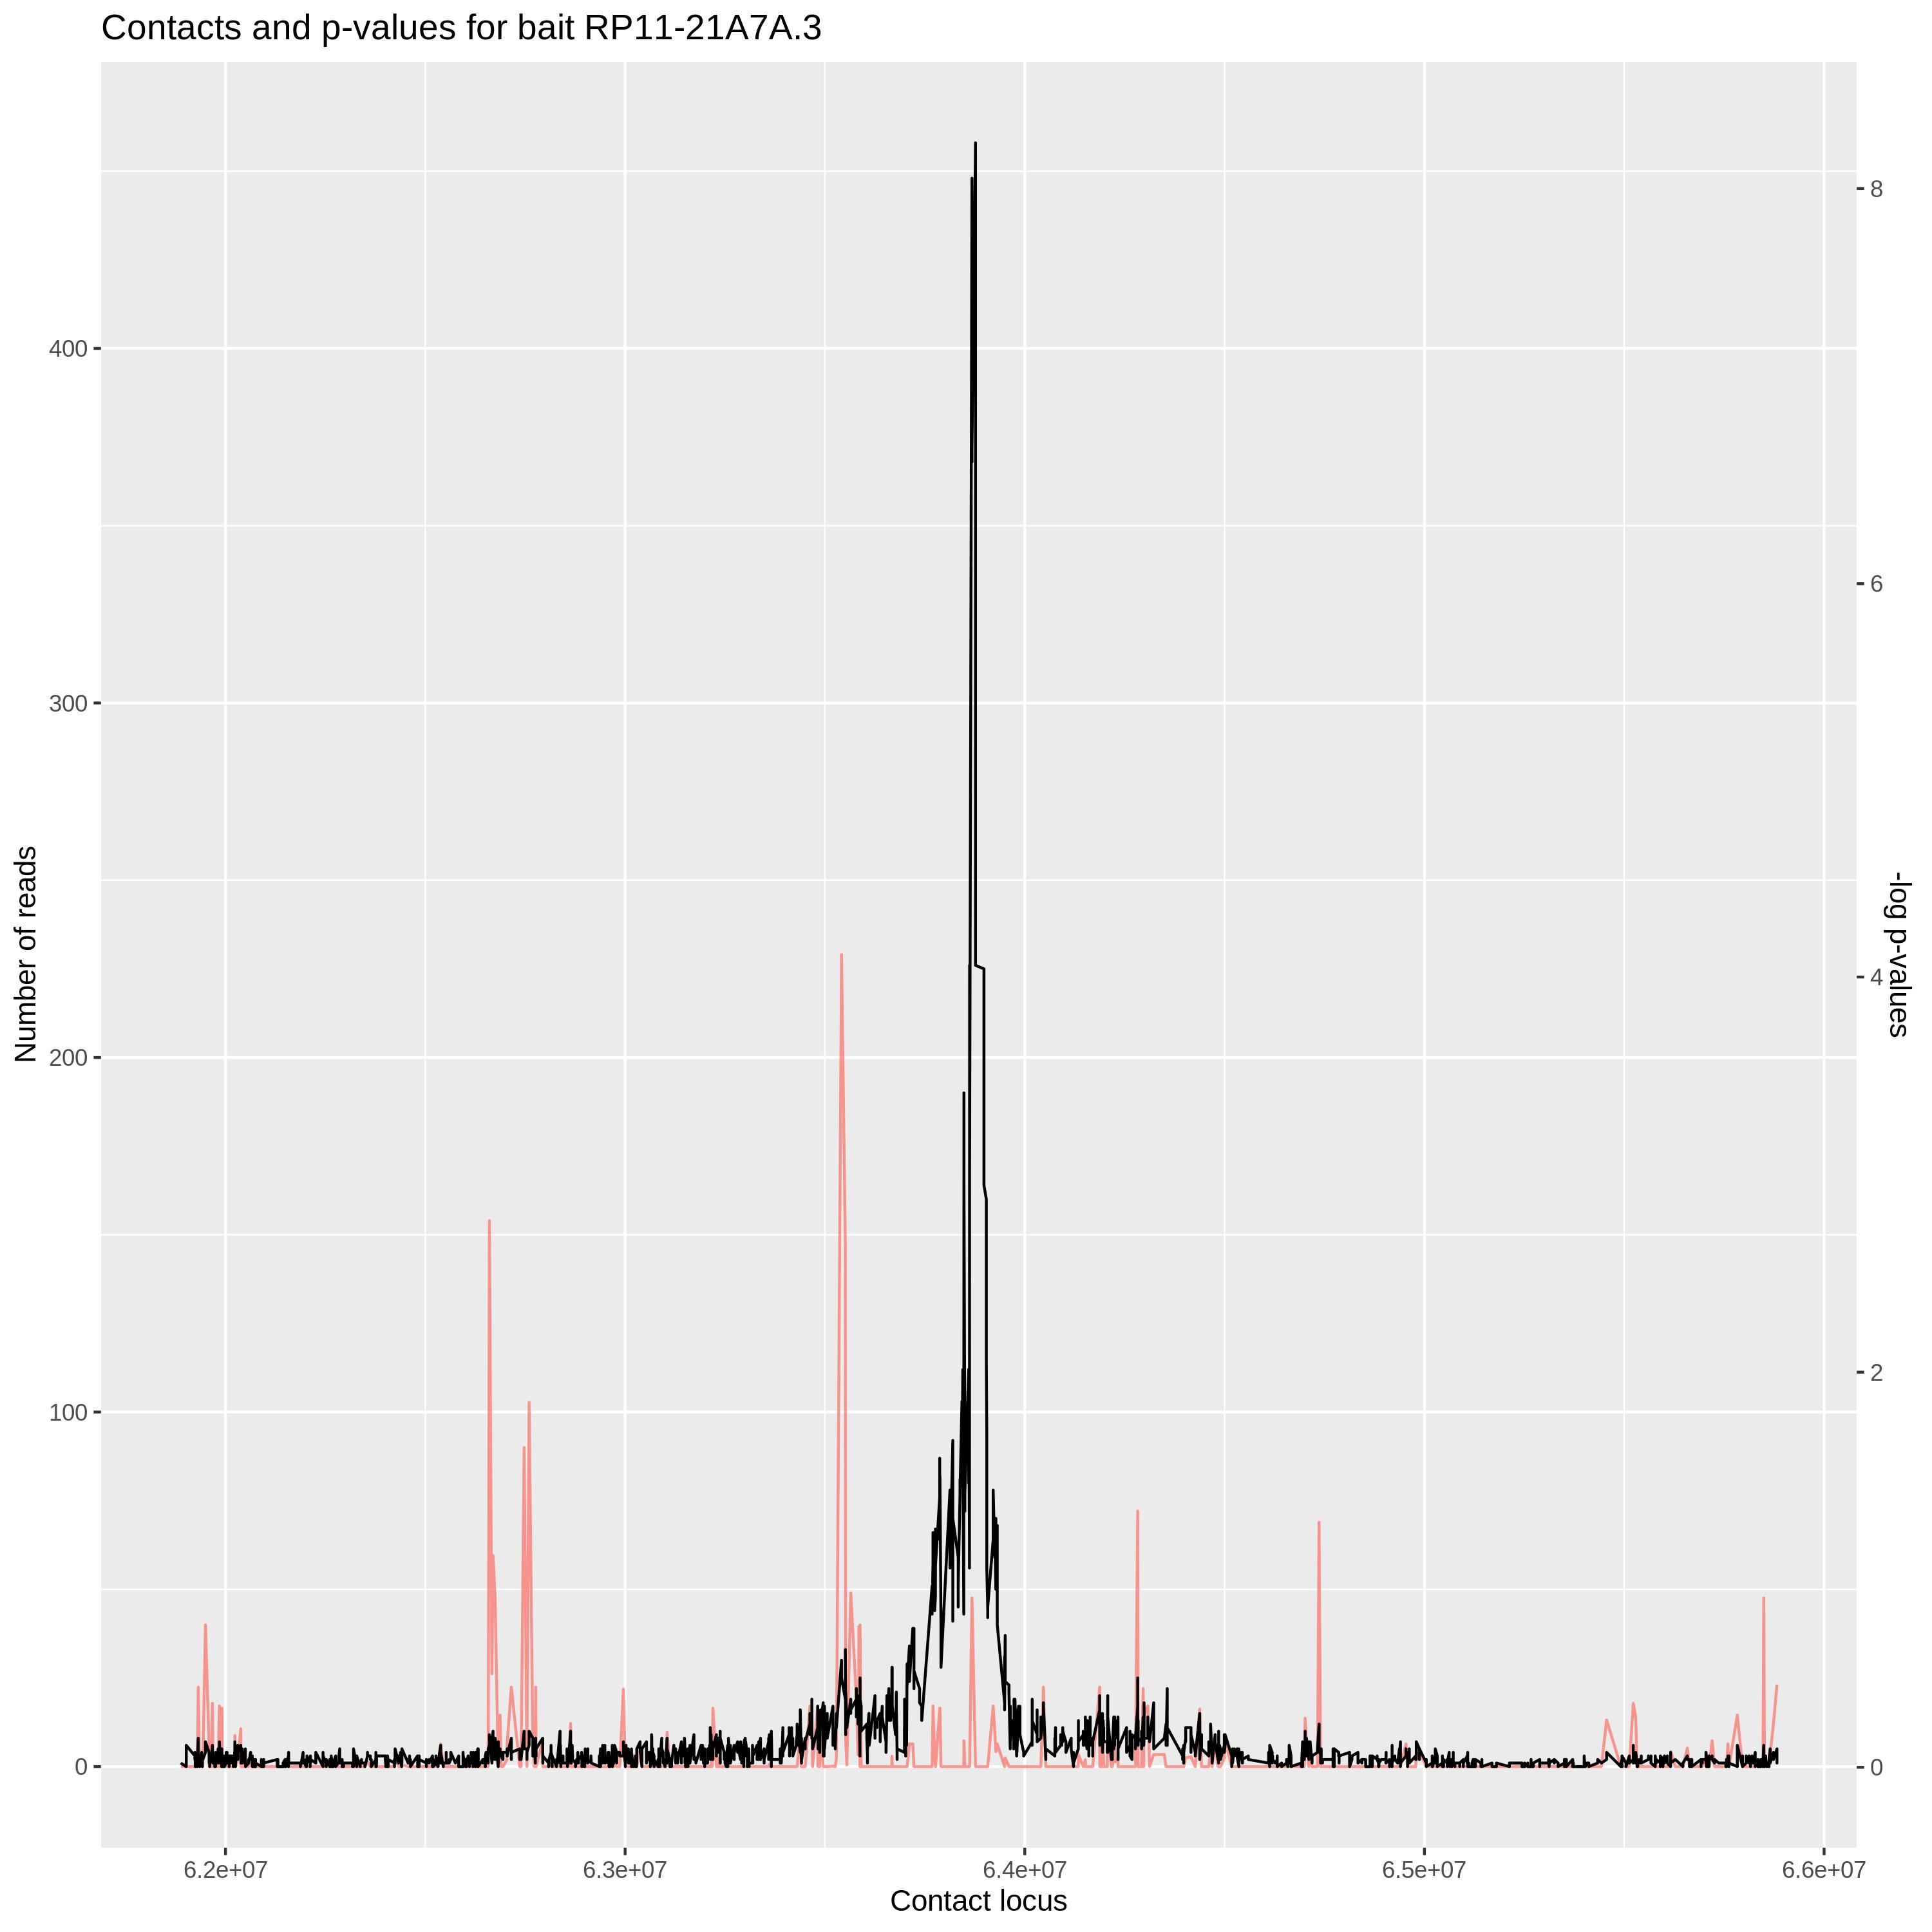 Contacts and p-values for bait RP11-21A7A.3
400
300
200
100
0
Number of reads
8
6
4
2
0
-log p-values
6.2e+07
6.3e+07
6.4e+07
6.5e+07
6.6e+07
Contact locus